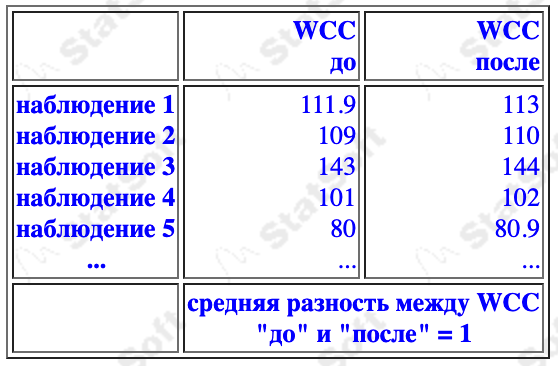 WCC WCC
до после
наблюдение 1 111.9 113
наблюдение 2 109 110
наблюдение 3 143 144
наблюдение 4 101 102
наблюдение 5 80 80.9
... ... ...
средняя разность между WCC
"до" и "после" = 1
StatSoft